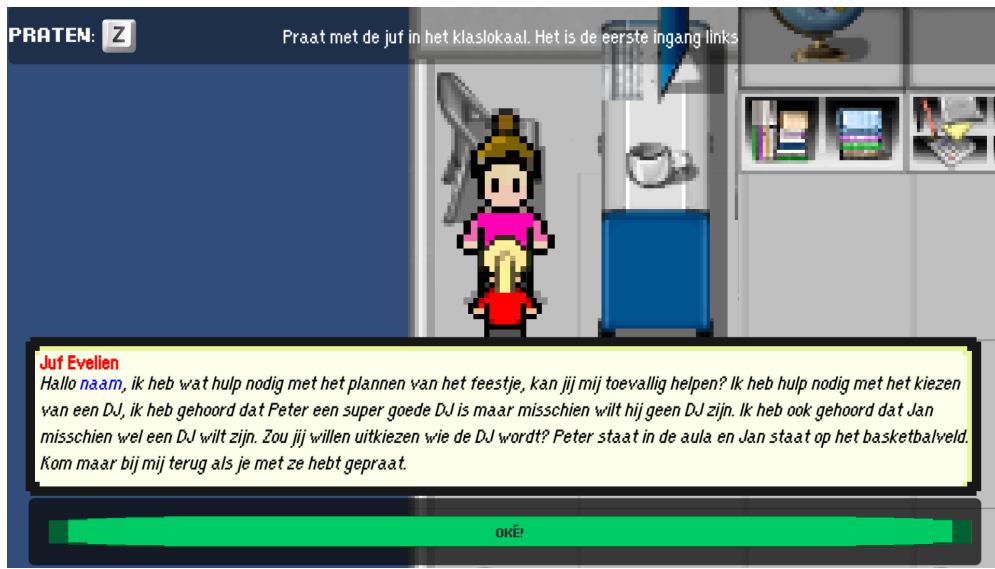 PRATEN: Z
Praat met de juf in het klaslokaal. Het is de eerste ingang links
Juf Evelien
Hallo naam, ik heb wat hulp nodig met het plannen van het feestje, kan jij mij toevallig helpen? Ik heb hulp nodig met het kiezen
van een DJ, ik heb gehoord dat Peter een super goede DJ is maar misschien wilt hij geen DJ zijn. Ik heb ook gehoord dat Jan
misschien wel een DJ wilt zijn. Zou jij willen uitkiezen wie de DJ wordt? Peter staat in de aula en Jan staat op het basketbalveld.
Kom maar bij mij terug als je met ze hebt gepraat.
OKÉ!